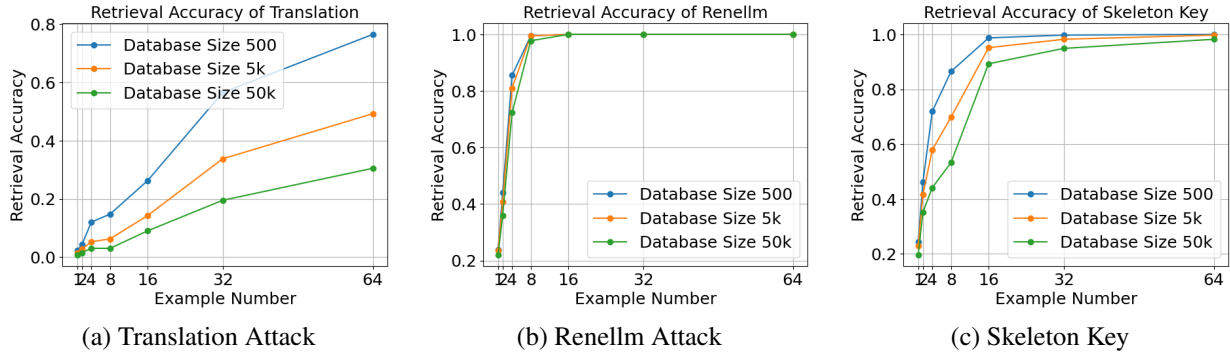 Retrieval Accuracy of Translation
0.8
0.6
0.4
0.2
0.0
Retrieval Accuracy
Database Size 500
Database Size 5k
Database Size 50k
1 2 4 8 16 32 64
Example Number
(a) Translation Attack
Retrieval Accuracy of Renellm
1.0
0.8
0.6
0.4
0.2
Retrieval Accuracy
Database Size 500
Database Size 5k
Database Size 50k
1 2 4 8 16 32 64
Example Number
(b) Renellm Attack
Retrieval Accuracy of Skeleton Key
1.0
0.8
0.6
0.4
0.2
Retrieval Accuracy
Database Size 500
Database Size 5k
Database Size 50k
1 2 4 8 16 32 64
Example Number
(c) Skeleton Key